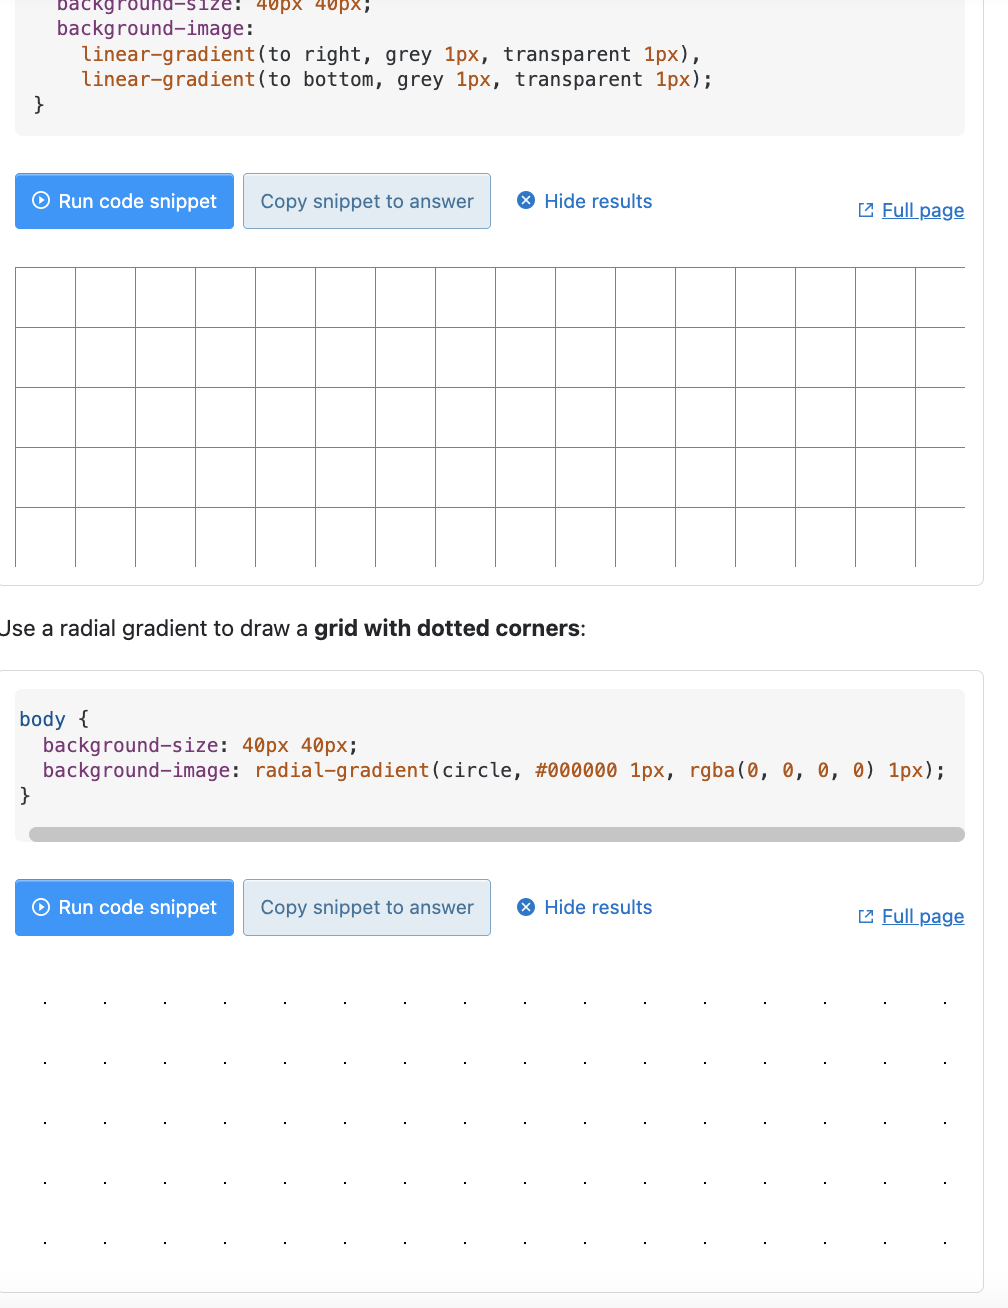 background-size: 40px 40px;
background-image:
linear-gradient(to right, grey 1px, transparent 1px),
linear-gradient(to bottom, grey 1px, transparent 1px);
}
Run code snippet
Copy snippet to answer
Hide results
Full page
Use a radial gradient to draw a grid with dotted corners:
body {
background-size: 40px 40px;
background-image: radial-gradient(circle, #000000 1px, rgba(0, 0, 0, 0) 1px);
}
Run code snippet
Copy snippet to answer
Hide results
Full page